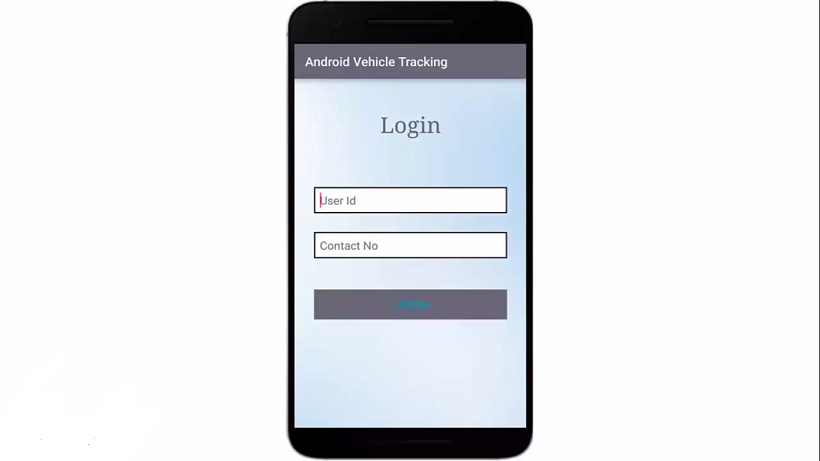 Android Vehicle Tracking
Login
User Id
Contact No
LOGIN